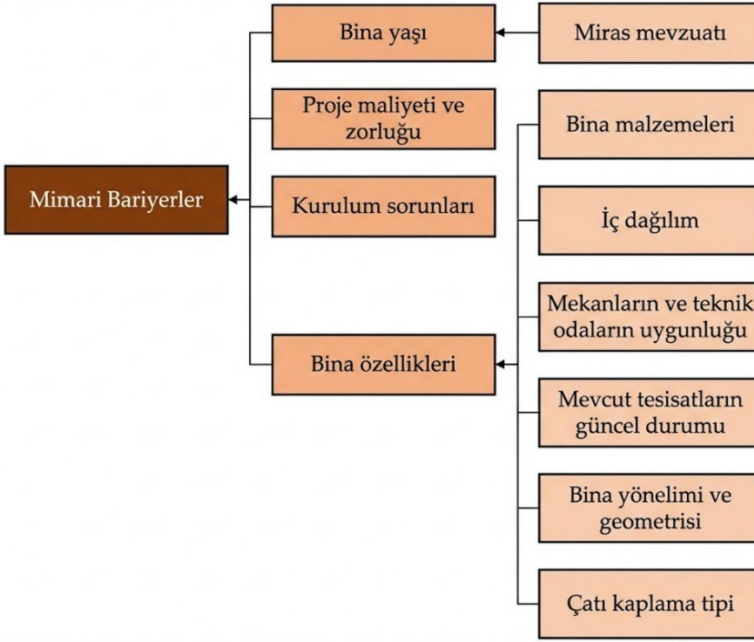 Bina yaşı
Miras mevzuatı
Proje maliyeti ve
zorluğu
Bina malzemeleri
Mimari Bariyerler
Kurulum sorunları
İç dağılım
Mekanların ve teknik
odaların uygunluğu
Bina özellikleri
Mevcut tesisatların
güncel durumu
Bina yönelimi ve
geometrisi
Çatı kaplama tipi